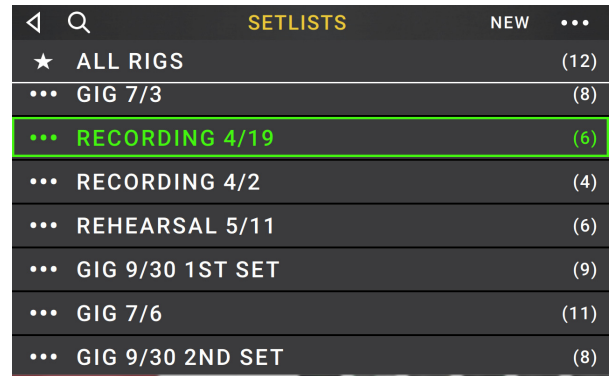 SETLISTS NEW
ALL RIGS (12)
GIG 7/3 (8)
RECORDING 4/19 (6)
RECORDING 4/2 (4)
REHEARSAL 5/11 (6)
GIG 9/30 1ST SET (9)
GIG 7/6 (11)
GIG 9/30 2ND SET (8)